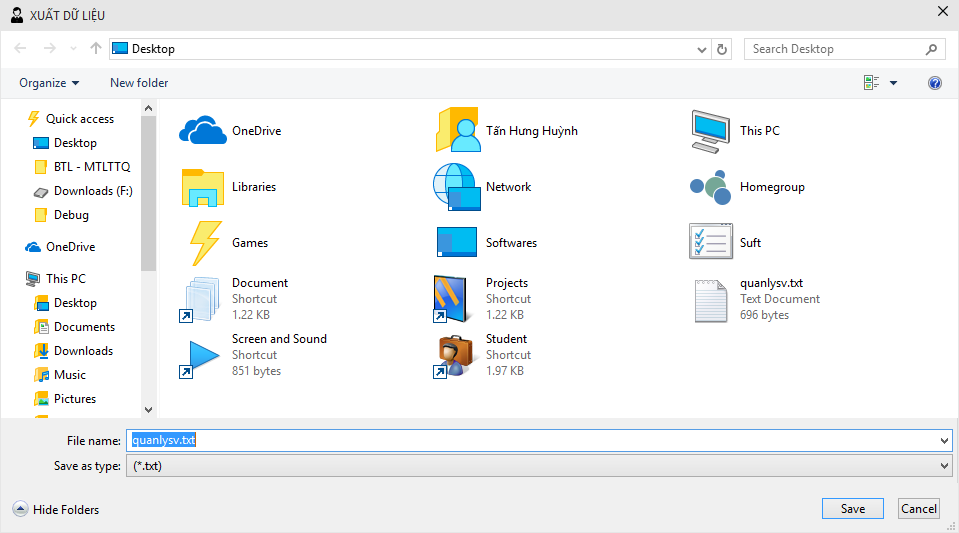 XUẤT DỮ LIỆU
Desktop
Search Desktop
Organize
New folder
Quick access
Desktop
BTL - MTLTTQ
Downloads (F:)
Debug
OneDrive
This PC
Desktop
Documents
Downloads
Music
Pictures
OneDrive
Tấn Hưng Huỳnh
This PC
Libraries
Network
Homegroup
Games
Softwares
Suft
Document
Shortcut
1.22 KB
Projects
Shortcut
1.22 KB
quanlysv.txt
Text Document
696 bytes
Screen and Sound
Shortcut
851 bytes
Student
Shortcut
1.97 KB
File name: quanlysv.txt
Save as type: (*.txt)
Hide Folders
Save
Cancel